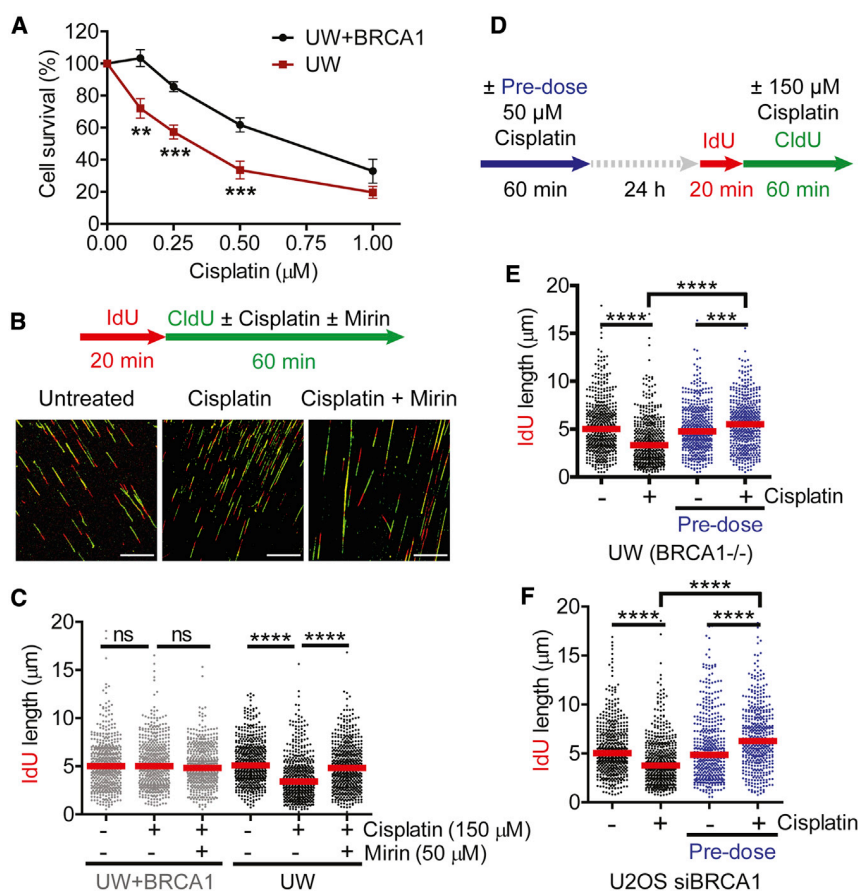 A
120
100
80
60
40
20
0
Cell survival (%)
UW+BRCA1
UW
**
***
***
0.00 0.25 0.50 0.75 1.00
Cisplatin (μM)
B
IdU CldU ± Cisplatin ± Mirin
20 min 60 min
Untreated Cisplatin Cisplatin + Mirin
C
20
15
10
5
0
IdU length (μm)
ns ns **** ****
- + + - + + Cisplatin (150 μM)
- - + - - + Mirin (50 μM)
UW+BRCA1 UW
D
± Pre-dose
50 μM
Cisplatin
± 150 μM
Cisplatin
IdU CldU
60 min 24 h 20 min 60 min
E
20
15
10
5
0
IdU length (μm)
****
**** ***
- + - + Cisplatin
Pre-dose
UW (BRCA1-/-)
F
20
15
10
5
0
IdU length (μm)
****
**** ****
- + - + Cisplatin
Pre-dose
U2OS siBRCA1